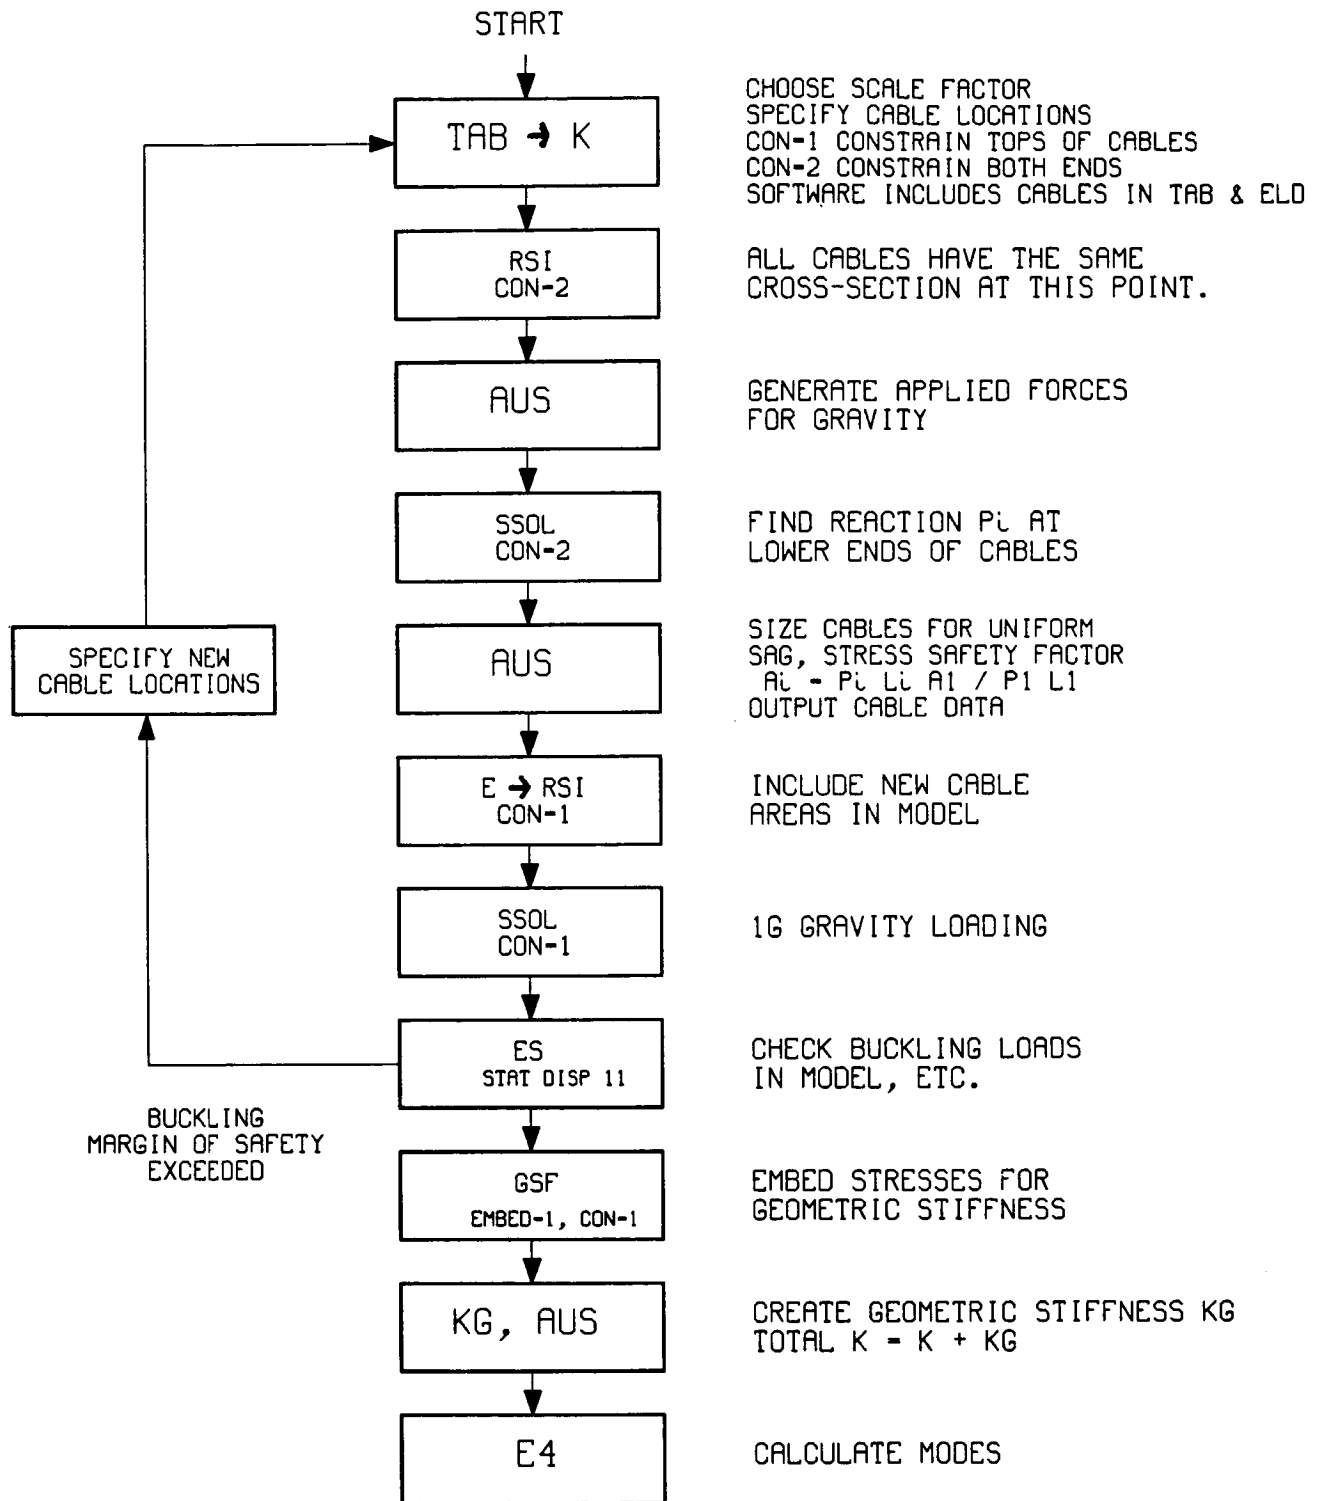 START
TAB → K
CHOOSE SCALE FACTOR
SPECIFY CABLE LOCATIONS
CON-1 CONSTRAIN TOPS OF CABLES
CON-2 CONSTRAIN BOTH ENDS
SOFTWARE INCLUDES CABLES IN TAB & ELD
RSI
CON-2
ALL CABLES HAVE THE SAME
CROSS-SECTION AT THIS POINT.
AUS
GENERATE APPLIED FORCES
FOR GRAVITY
SSOL
CON-2
FIND REACTION Pi AT
LOWER ENDS OF CABLES
SPECIFY NEW
CABLE LOCATIONS
AUS
SIZE CABLES FOR UNIFORM
SAG, STRESS SAFETY FACTOR
Ai = Pi Li A1 / P1 L1
OUTPUT CABLE DATA
E → RSI
CON-1
INCLUDE NEW CABLE
AREAS IN MODEL
SSOL
CON-1
1G GRAVITY LOADING
ES
STAT DISP 11
CHECK BUCKLING LOADS
IN MODEL, ETC.
BUCKLING
MARGIN OF SAFETY
EXCEEDED
GSF
EMBED-1, CON-1
EMBED STRESSES FOR
GEOMETRIC STIFFNESS
KG, AUS
CREATE GEOMETRIC STIFFNESS KG
TOTAL K = K + KG
E4
CALCULATE MODES